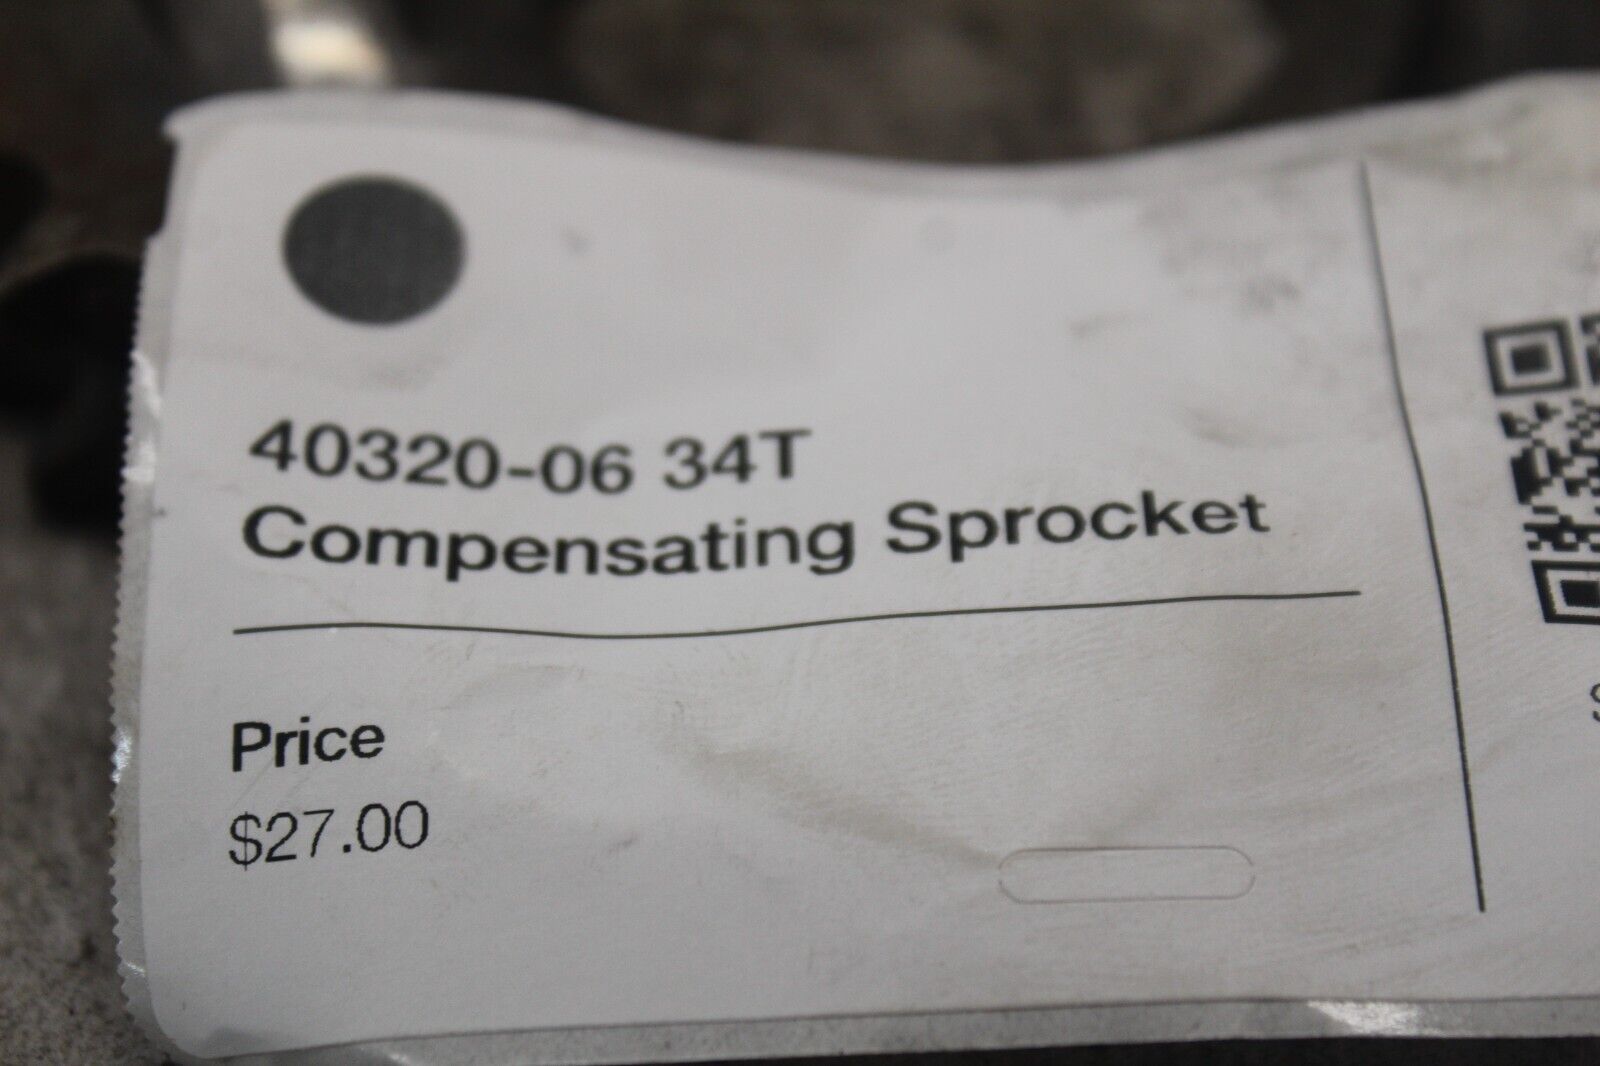 40320-06 34T
Compensating Sprocket
Price
$27.00